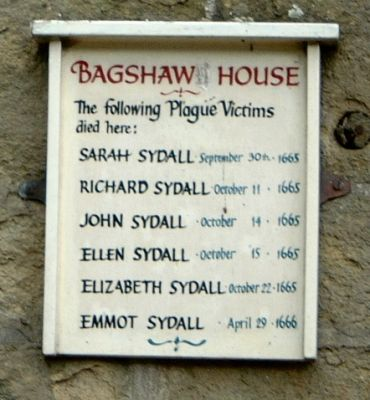 BAGSHAW HOUSE
The following Plague Victims
died here:
SARAH SYDALL · September 30th · 1665
RICHARD SYDALL · October 11 · 1665
JOHN SYDALL · October 14 · 1665
ELLEN SYDALL · October 15 · 1665
ELIZABETH SYDALL · October 22 · 1665
EMMOT SYDALL · April 29 · 1666